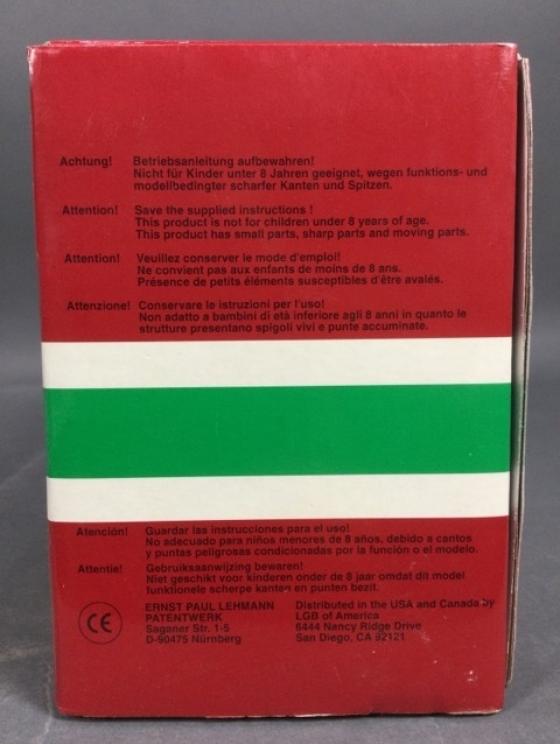 Achtung! Betriebsanleitung aufbewahren!
Nicht für Kinder unter 8 Jahren geeignet, wegen funktions- und
modellbedingter scharfer Kanten und Spitzen.
Attention! Save the supplied instructions !
This product is not for children under 8 years of age.
This product has small parts, sharp parts and moving parts.
Attention! Veuillez conserver le mode d'emploi!
Ne convient pas aux enfants de moins de 8 ans.
Présence de petits éléments susceptibles d'être avalés.
Attenzione! Conservare le istruzioni per l'uso!
Non adatto a bambini di età inferiore agli 8 anni in quanto le
strutture presentano spigoli vivi e punte accuminate.
Atención! Guardar las instrucciones para el uso!
No adecuado para niños menores de 8 años, debido a cantos
y puntas peligrosas condicionadas por la función o el modelo.
Attentie! Gebruiksaanwijzing bewaren!
Niet geschikt voor kinderen onder de 8 jaar omdat dit model
funktionele scherpe kanten en punten bezit.
CE
ERNST PAUL LEHMANN
PATENTWERK
Saganer Str. 1-5
D-90475 Nürnberg
Distributed in the USA and Canada by
LGB of America
6444 Nancy Ridge Drive
San Diego, CA 92121